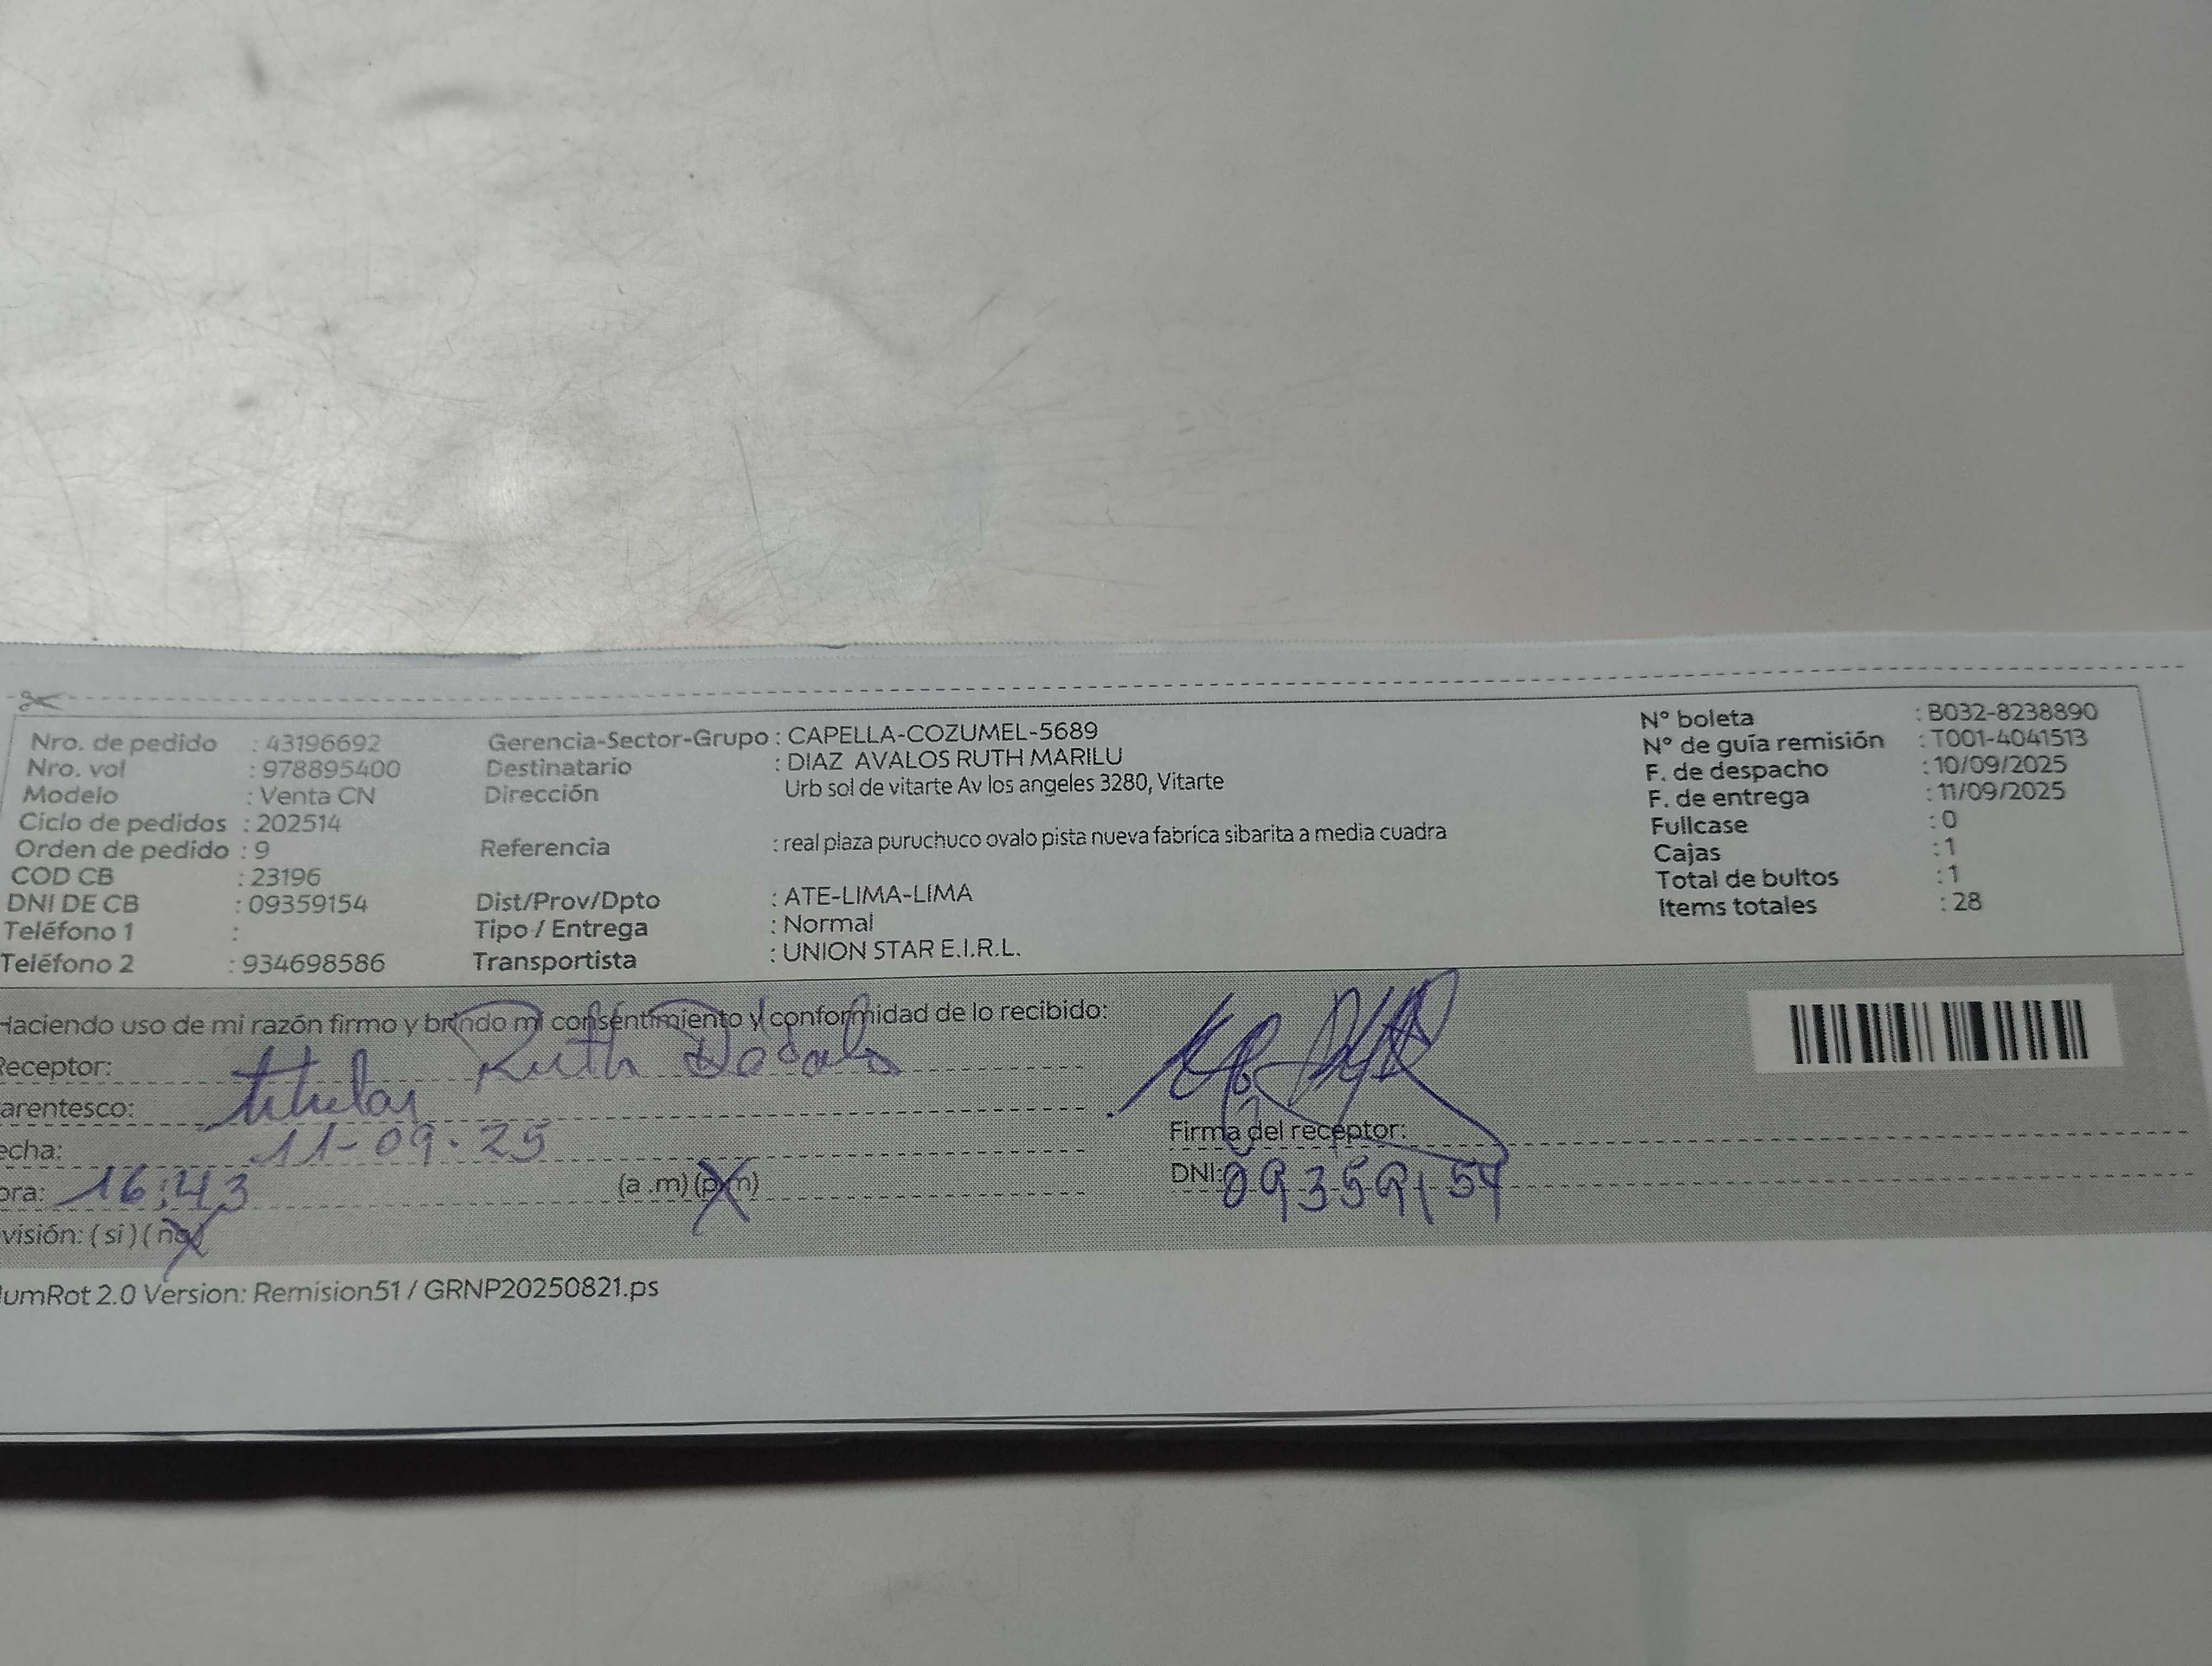 Nro. de pedido : 43196692
Nro. vol : 978895400
Modelo : Venta CN
Ciclo de pedidos : 202514
Orden de pedido : 9
COD CB : 23196
DNI DE CB : 09359154
Teléfono 1 :
Teléfono 2 : 934698586
Gerencia-Sector-Grupo : CAPELLA-COZUMEL-5689
Destinatario : DIAZ AVALOS RUTH MARILU
Dirección Urb sol de vitarte Av los angeles 3280, Vitarte
Referencia : real plaza puruchuco ovalo pista nueva fabrica sibarita a media cuadra
Dist/Prov/Dpto : ATE-LIMA-LIMA
Tipo / Entrega : Normal
Transportista : UNION STAR E.I.R.L.
N° boleta : B032-8238890
N° de guía remisión : T001-4041513
F. de despacho : 10/09/2025
F. de entrega : 11/09/2025
Fullcase : 0
Cajas : 1
Total de bultos : 1
Items totales : 28
Haciendo uso de mi razón firmo y brindo mi consentimiento y conformidad de lo recibido:
Receptor: Ruth
arentesco: titular
echa: 11-09-25
ora: 16:43 (a .m) (p.m)
visión: ( si ) ( no )
Firma del receptor:
DNI: 09359154
umRot 2.0 Version: Remision51 / GRNP20250821.ps